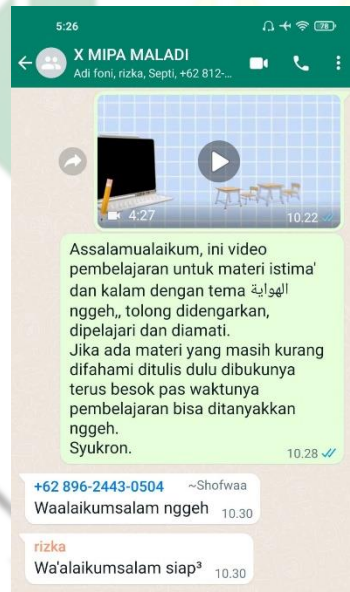 5:26
78
X MIPA MALADI
Adi foni, rizka, Septi, +62 812-...
4:27
10.22
Assalamualaikum, ini video
pembelajaran untuk materi istima'
dan kalam dengan tema الهواية
nggeh,, tolong didengarkan,
dipelajari dan diamati.
Jika ada materi yang masih kurang
difahami ditulis dulu dibukunya
terus besok pas waktunya
pembelajaran bisa ditanyakkan
nggeh.
Syukron.
10.28
+62 896-2443-0504 ~Shofwaa
Waalaikumsalam nggeh 10.30
rizka
Wa'alaikumsalam siap³ 10.30